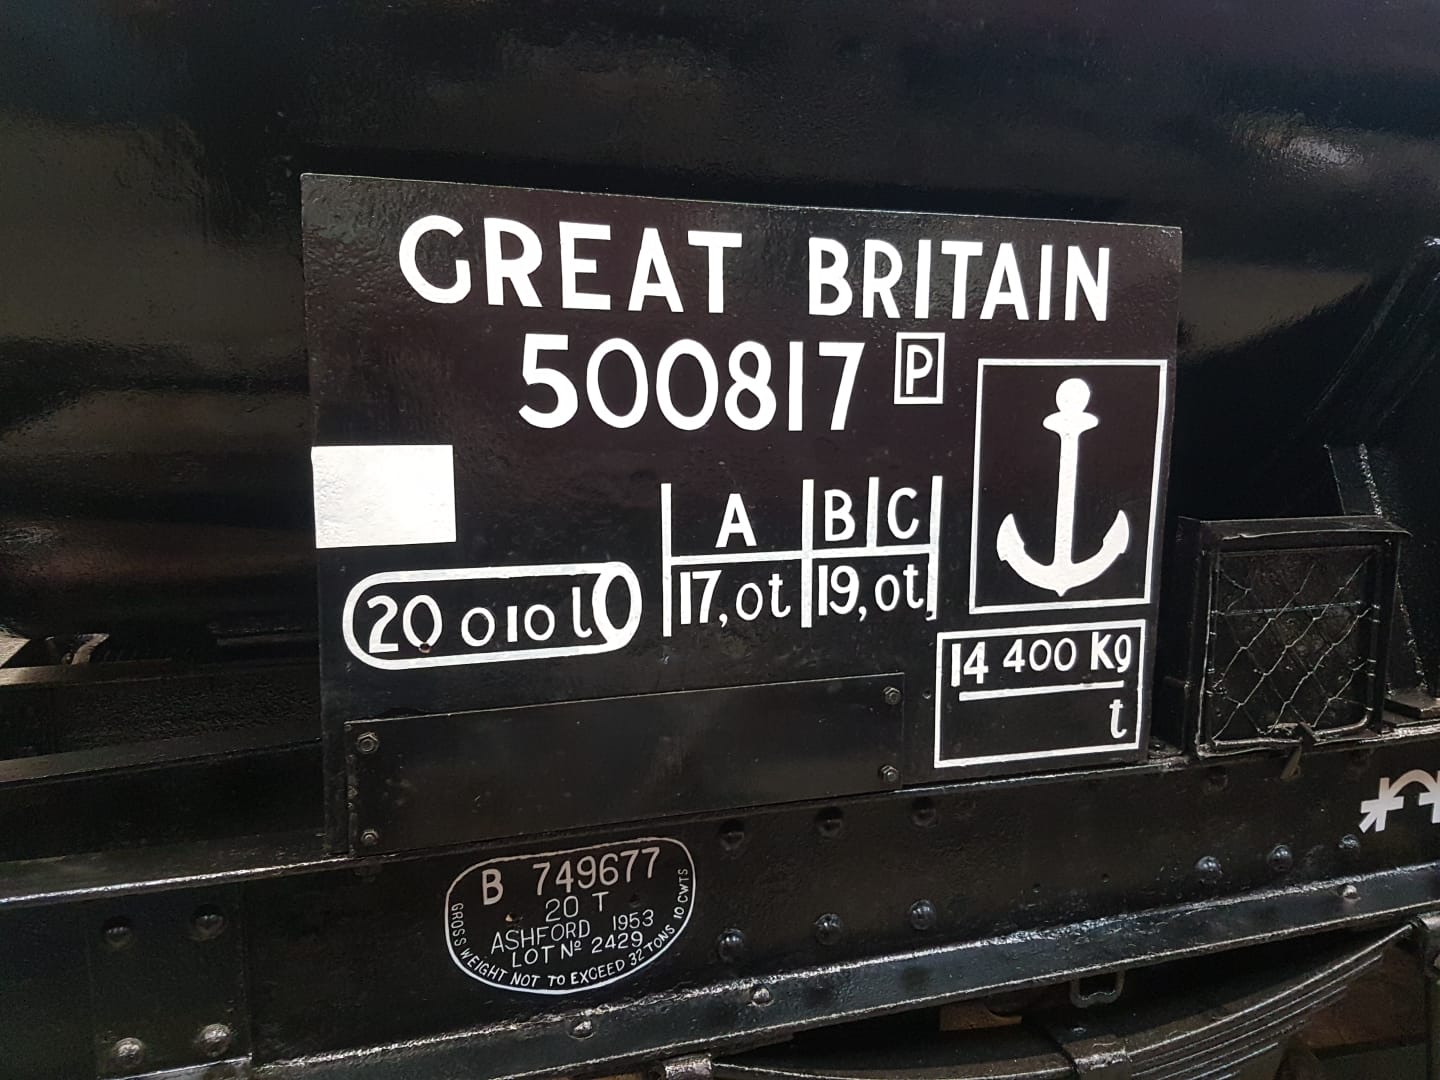 GREAT BRITAIN
500817 P
A B C
17,0t 19,0t
20 010 l
14 400 Kg
t
B 749677
20 T
ASHFORD 1953
LOT Nº 2429
GROSS WEIGHT NOT TO EXCEED 32 TONS 10 CWTS